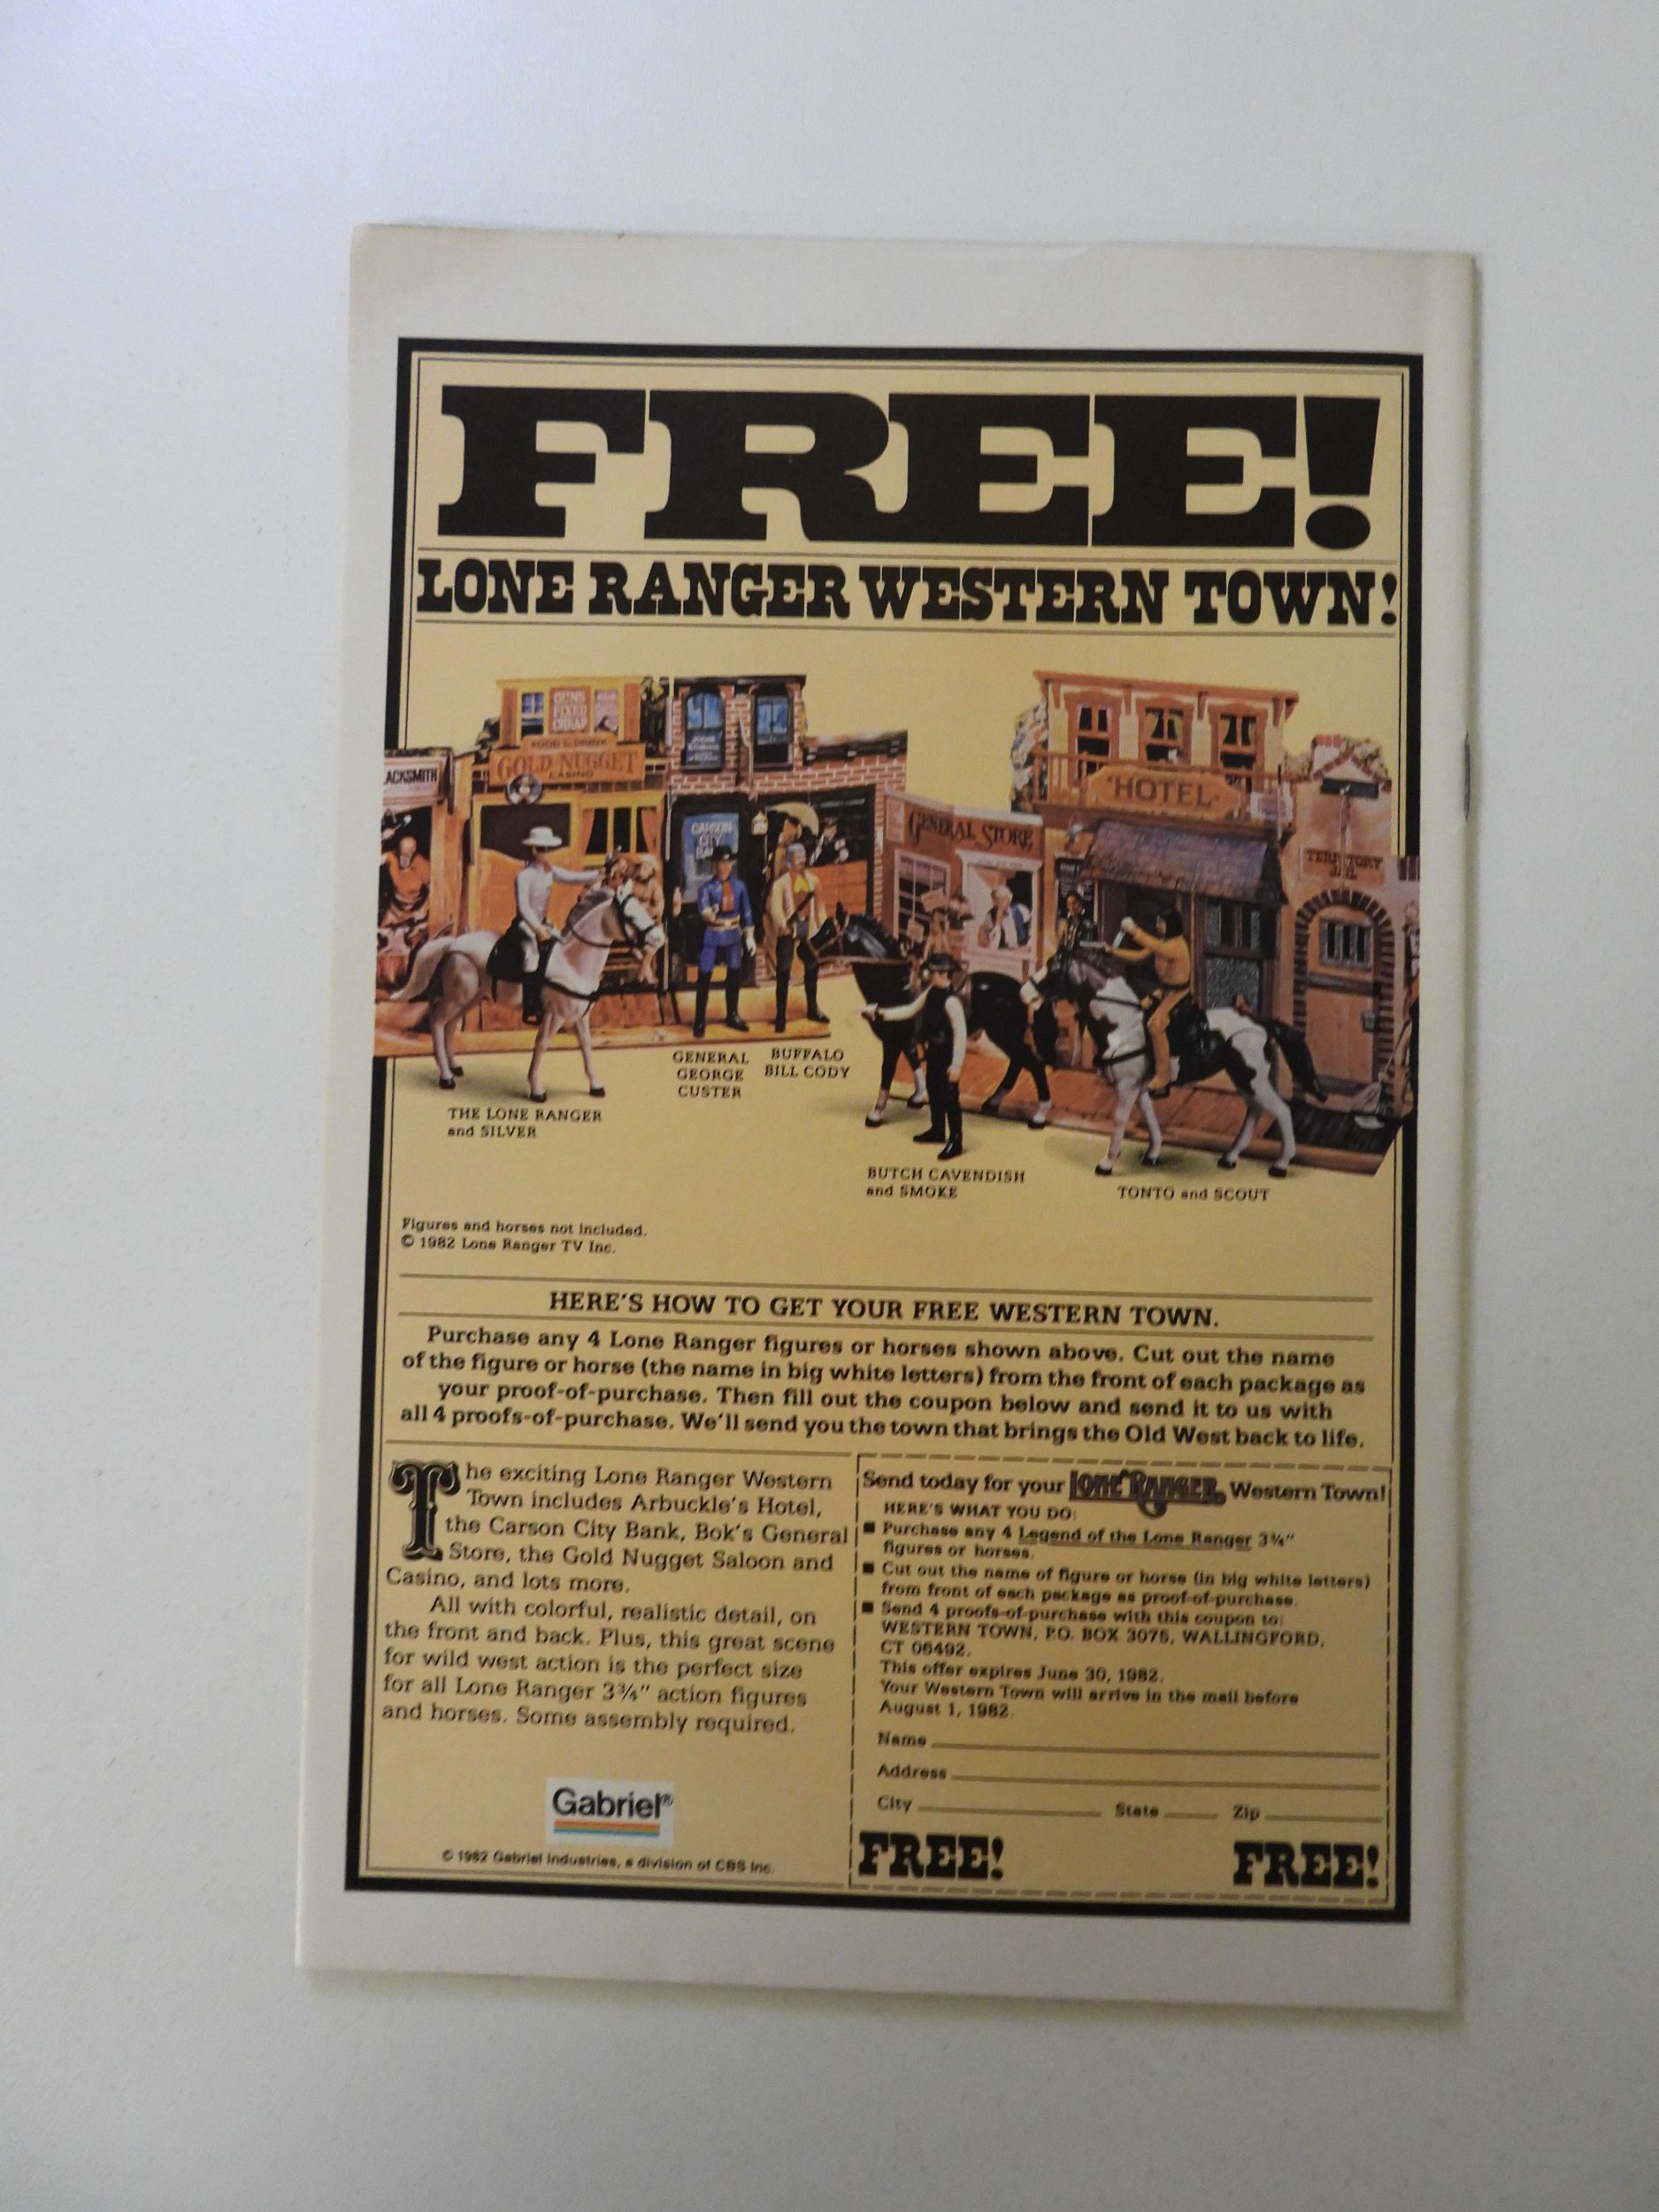 FREE!
LONE RANGER WESTERN TOWN!
GUNS
FIXED
CHEAP
FOOD & DRINK
ACKSMITH
GOLD NUGGET
CASINO
CARSON
CITY
GENERAL STORE
HOTEL
TERRITORY
JAIL
GENERAL
GEORGE
CUSTER
BUFFALO
BILL CODY
THE LONE RANGER
and SILVER
BUTCH CAVENDISH
and SMOKE
TONTO and SCOUT
Figures and horses not included.
© 1982 Lone Ranger TV Inc.
HERE'S HOW TO GET YOUR FREE WESTERN TOWN.
Purchase any 4 Lone Ranger figures or horses shown above. Cut out the name
of the figure or horse (the name in big white letters) from the front of each package as
your proof-of-purchase. Then fill out the coupon below and send it to us with
all 4 proofs-of-purchase. We'll send you the town that brings the Old West back to life.
The exciting Lone Ranger Western
Town includes Arbuckle's Hotel,
the Carson City Bank, Bok's General
Store, the Gold Nugget Saloon and
Casino, and lots more.
All with colorful, realistic detail, on
the front and back. Plus, this great scene
for wild west action is the perfect size
for all Lone Ranger 3¾" action figures
and horses. Some assembly required.
Gabriel®
© 1982 Gabriel Industries, a division of CBS Inc.
Send today for your LONE RANGER Western Town!
HERE'S WHAT YOU DO:
■ Purchase any 4 Legend of the Lone Ranger 3¾"
figures or horses.
■ Cut out the name of figure or horse (in big white letters)
from front of each package as proof-of-purchase.
■ Send 4 proofs-of-purchase with this coupon to:
WESTERN TOWN, P.O. BOX 3075, WALLINGFORD,
CT 06492.
This offer expires June 30, 1982.
Your Western Town will arrive in the mail before
August 1, 1982.
Name
Address
City State Zip
FREE! FREE!